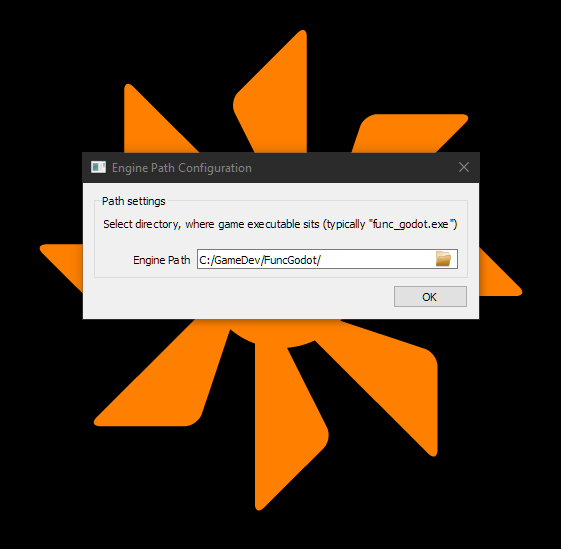 Engine Path Configuration
Path settings
Select directory, where game executable sits (typically "func_godot.exe")
Engine Path C:/GameDev/FuncGodot/
OK